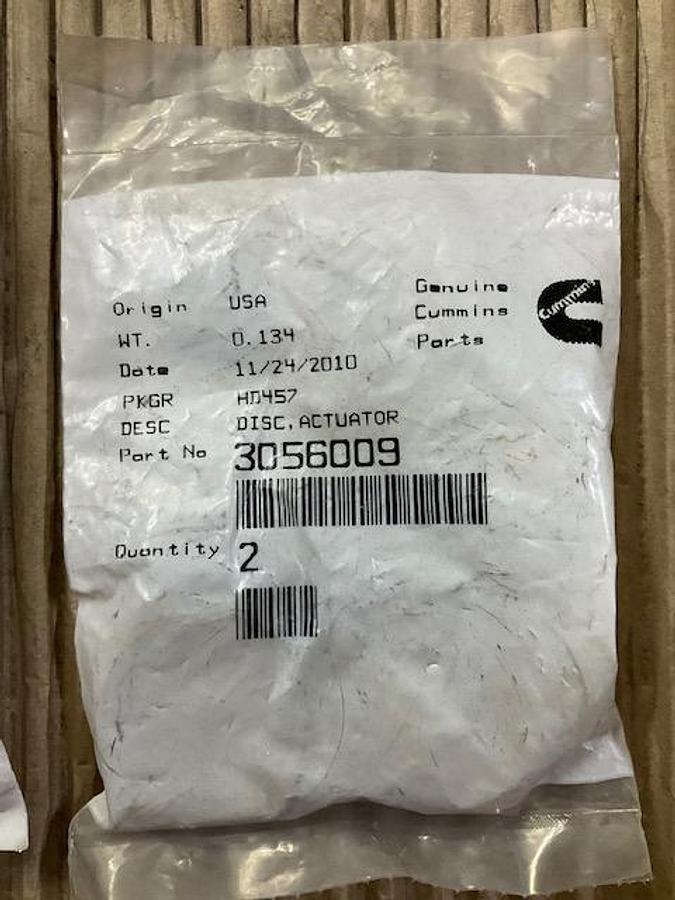 Origin USA
WT. 0.134
Date 11/24/2010
PKGR HD457
DESC DISC,ACTUATOR
Part No 3056009
Quantity 2
Genuine
Cummins
Parts
Cummins